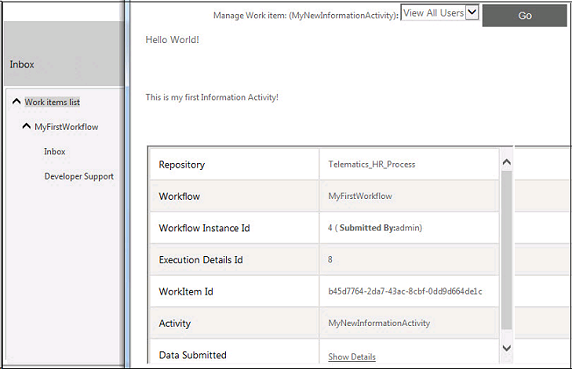 Manage Work item: (MyNewInformationActivity): View All Users Go
Hello World!
Inbox
This is my first Information Activity!
Work items list
MyFirstWorkflow
Inbox
Developer Support
Repository Telematics_HR_Process
Workflow MyFirstWorkflow
Workflow Instance Id 4 ( Submitted By:admin)
Execution Details Id 8
WorkItem Id b45d7764-2da7-43ac-8cbf-0dd9d664de1c
Activity MyNewInformationActivity
Data Submitted Show Details